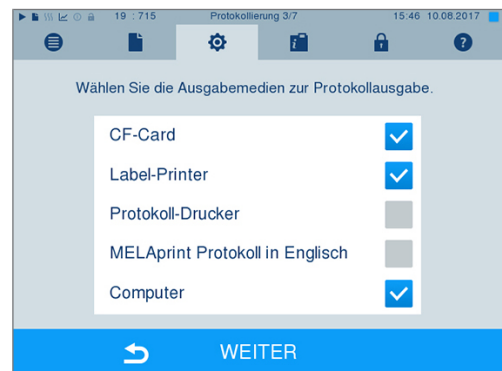 19 : 715 Protokollierung 3/7 15:46 10.08.2017
Wählen Sie die Ausgabemedien zur Protokollausgabe.
CF-Card
Label-Printer
Protokoll-Drucker
MELAprint Protokoll in Englisch
Computer
WEITER